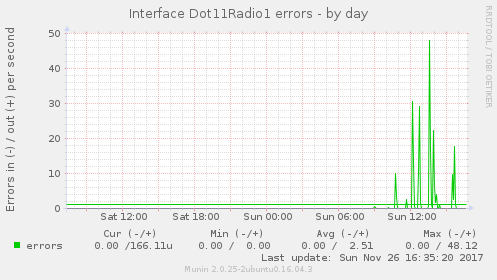 Interface Dot11Radio1 errors - by day
RRDTOOL / TOBI OETIKER
Errors in (-) / out (+) per second
50
40
30
20
10
0
Sat 12:00 Sat 18:00 Sun 00:00 Sun 06:00 Sun 12:00
Cur (-/+) Min (-/+) Avg (-/+) Max (-/+)
errors 0.00 /166.11u 0.00 / 0.00 0.00 / 2.51 0.00 / 48.12
Last update: Sun Nov 26 16:35:20 2017
Munin 2.0.25-2ubuntu0.16.04.3